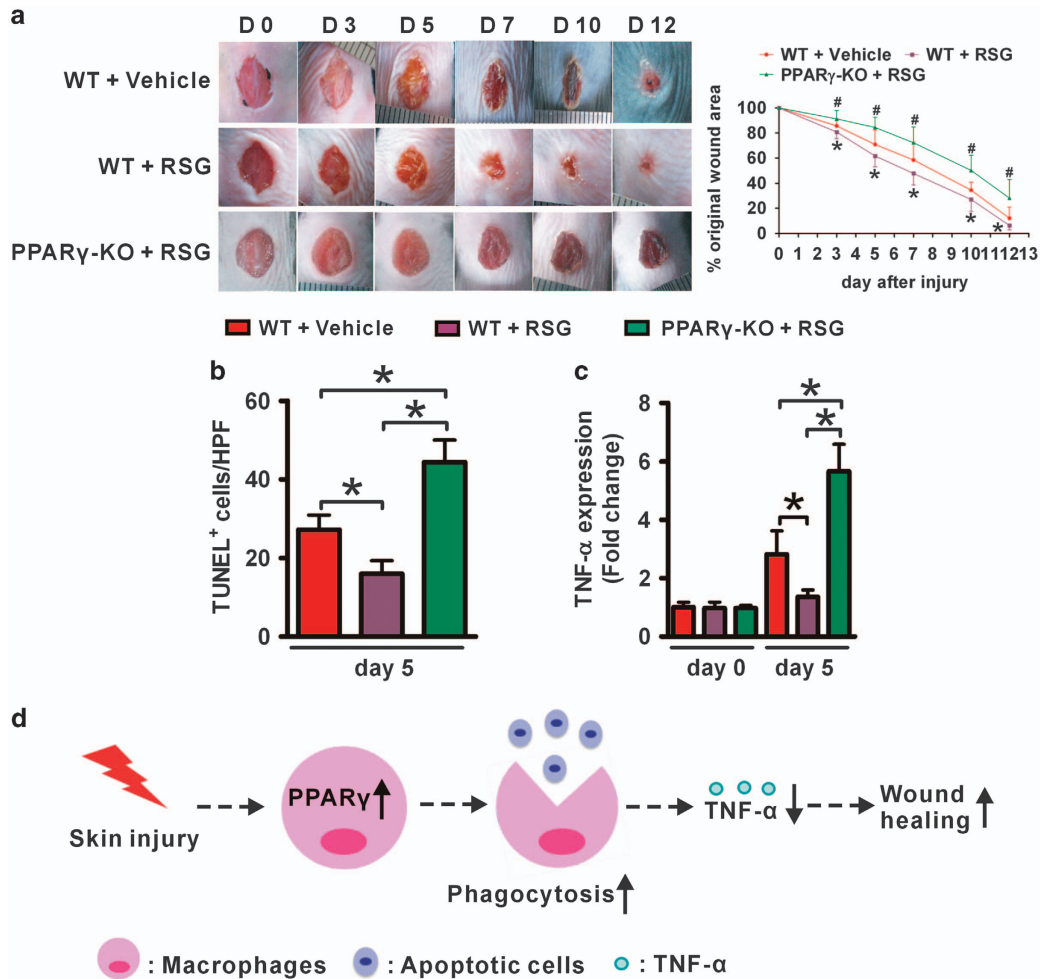 a
D 0 D 3 D 5 D 7 D 10 D 12
WT + Vehicle
WT + RSG
PPARγ-KO + RSG
WT + Vehicle WT + RSG
PPARγ-KO + RSG
% original wound area
100
80
60
40
20
0
# # # # #
* * * * *
0 1 2 3 4 5 6 7 8 9 10 11 12 13
day after injury
WT + Vehicle WT + RSG PPARγ-KO + RSG
b
TUNEL⁺ cells/HPF
60
40
20
0
* * *
day 5
c
TNF-α expression
(Fold change)
8
6
4
2
0
* * *
day 0 day 5
d
Skin injury
PPARγ
Phagocytosis
TNF-α
Wound
healing
: Macrophages : Apoptotic cells : TNF-α